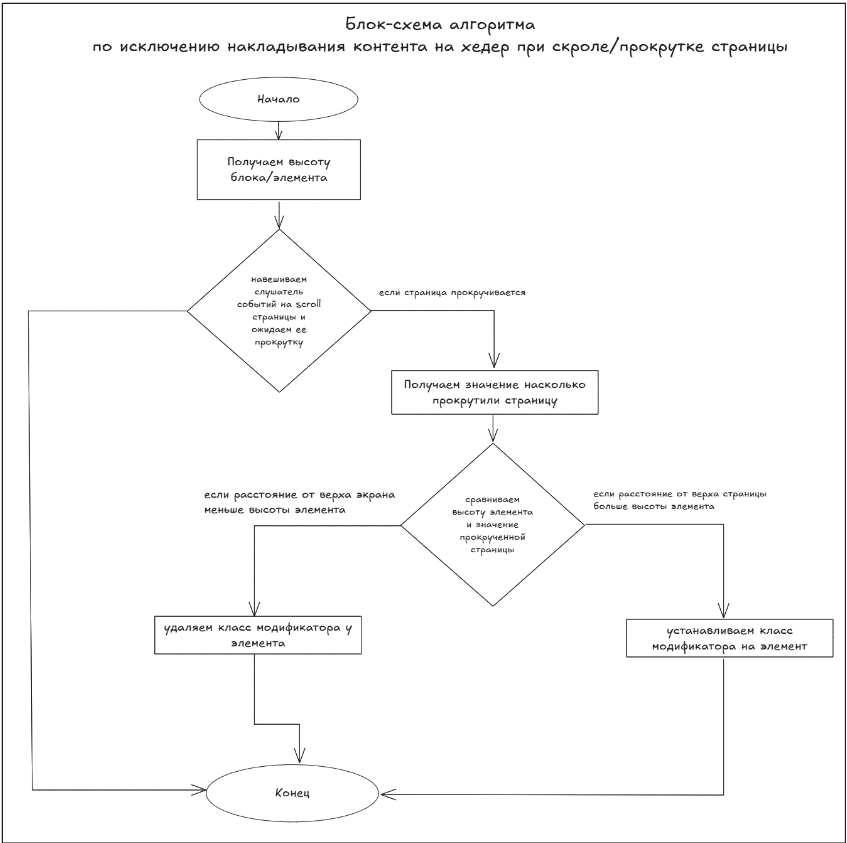 Блок-схема алгоритма
по исключению накладывания контента на хедер при скроле/прокрутке страницы
Начало
Получаем высоту
блока/элемента
навешиваем
слушатель
событий на scroll
страницы и
ожидаем ее
прокрутку
если страница прокручивается
Получаем значение насколько
прокрутили страницу
если расстояние от верха экрана
меньше высоты элемента
сравниваем
высоту элемента
и значение
прокрученной
страницы
если расстояние от верха страницы
больше высоты элемента
удаляем класс модификатора у
элемента
устанавливаем класс
модификатора на элемент
Конец